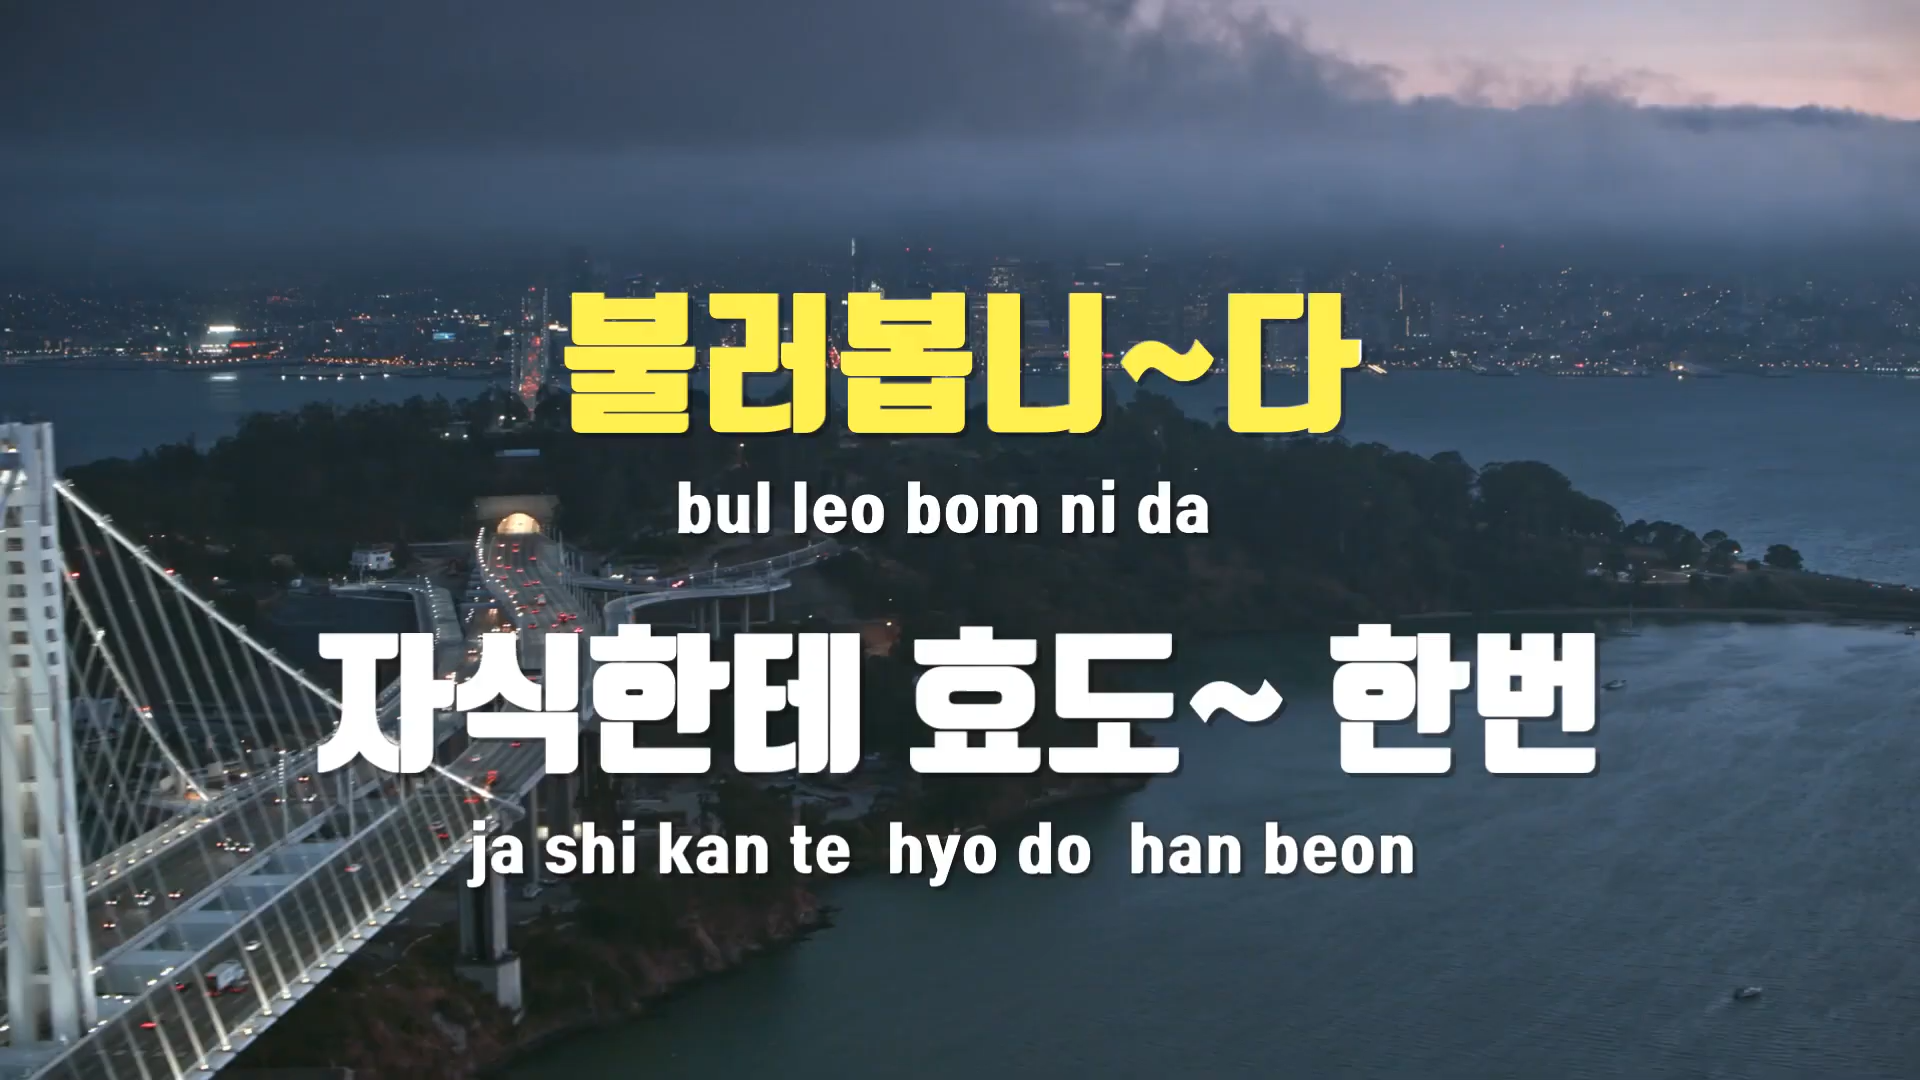 불러봅니~다
bul leo bom ni da
자식한테 효도~ 한번
ja shi kan te hyo do han beon